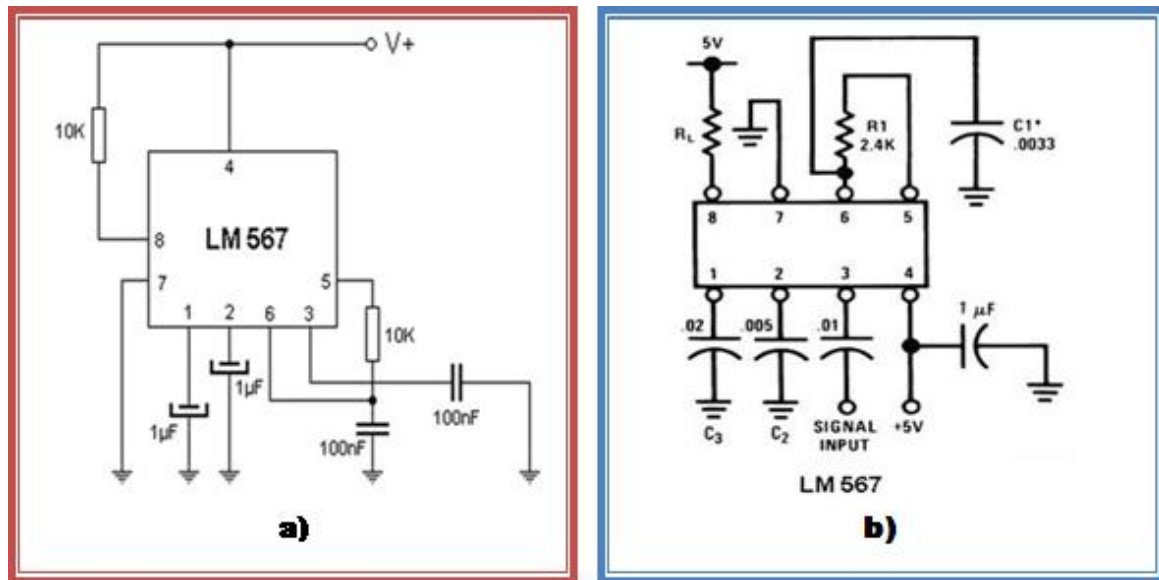 V+
10K
4
LM 567
8
7
5
1 2 6 3
10K
1µF
1µF
100nF
100nF
a)
5V
RL
R1
2.4K
C1*
.0033
8 7 6 5
1 2 3 4
.02 .005 .01 1 µF
C3 C2 SIGNAL INPUT +5V
LM 567
b)